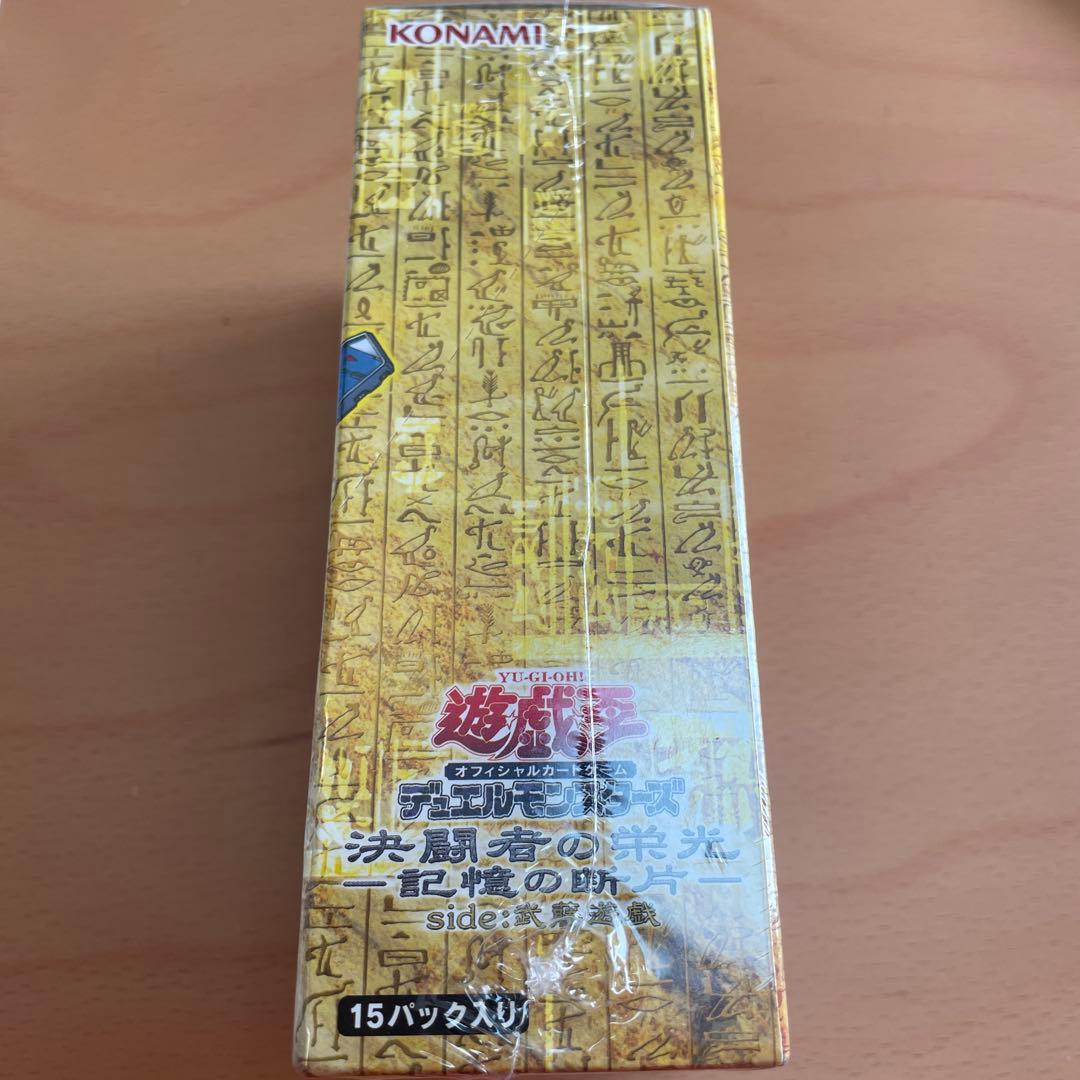 KONAMI
YU-GI-OH!
遊戯王
オフィシャルカードゲーム
デュエルモンスターズ
決闘者の栄光
―記憶の断片―
side:武藤遊戯
15パック入り